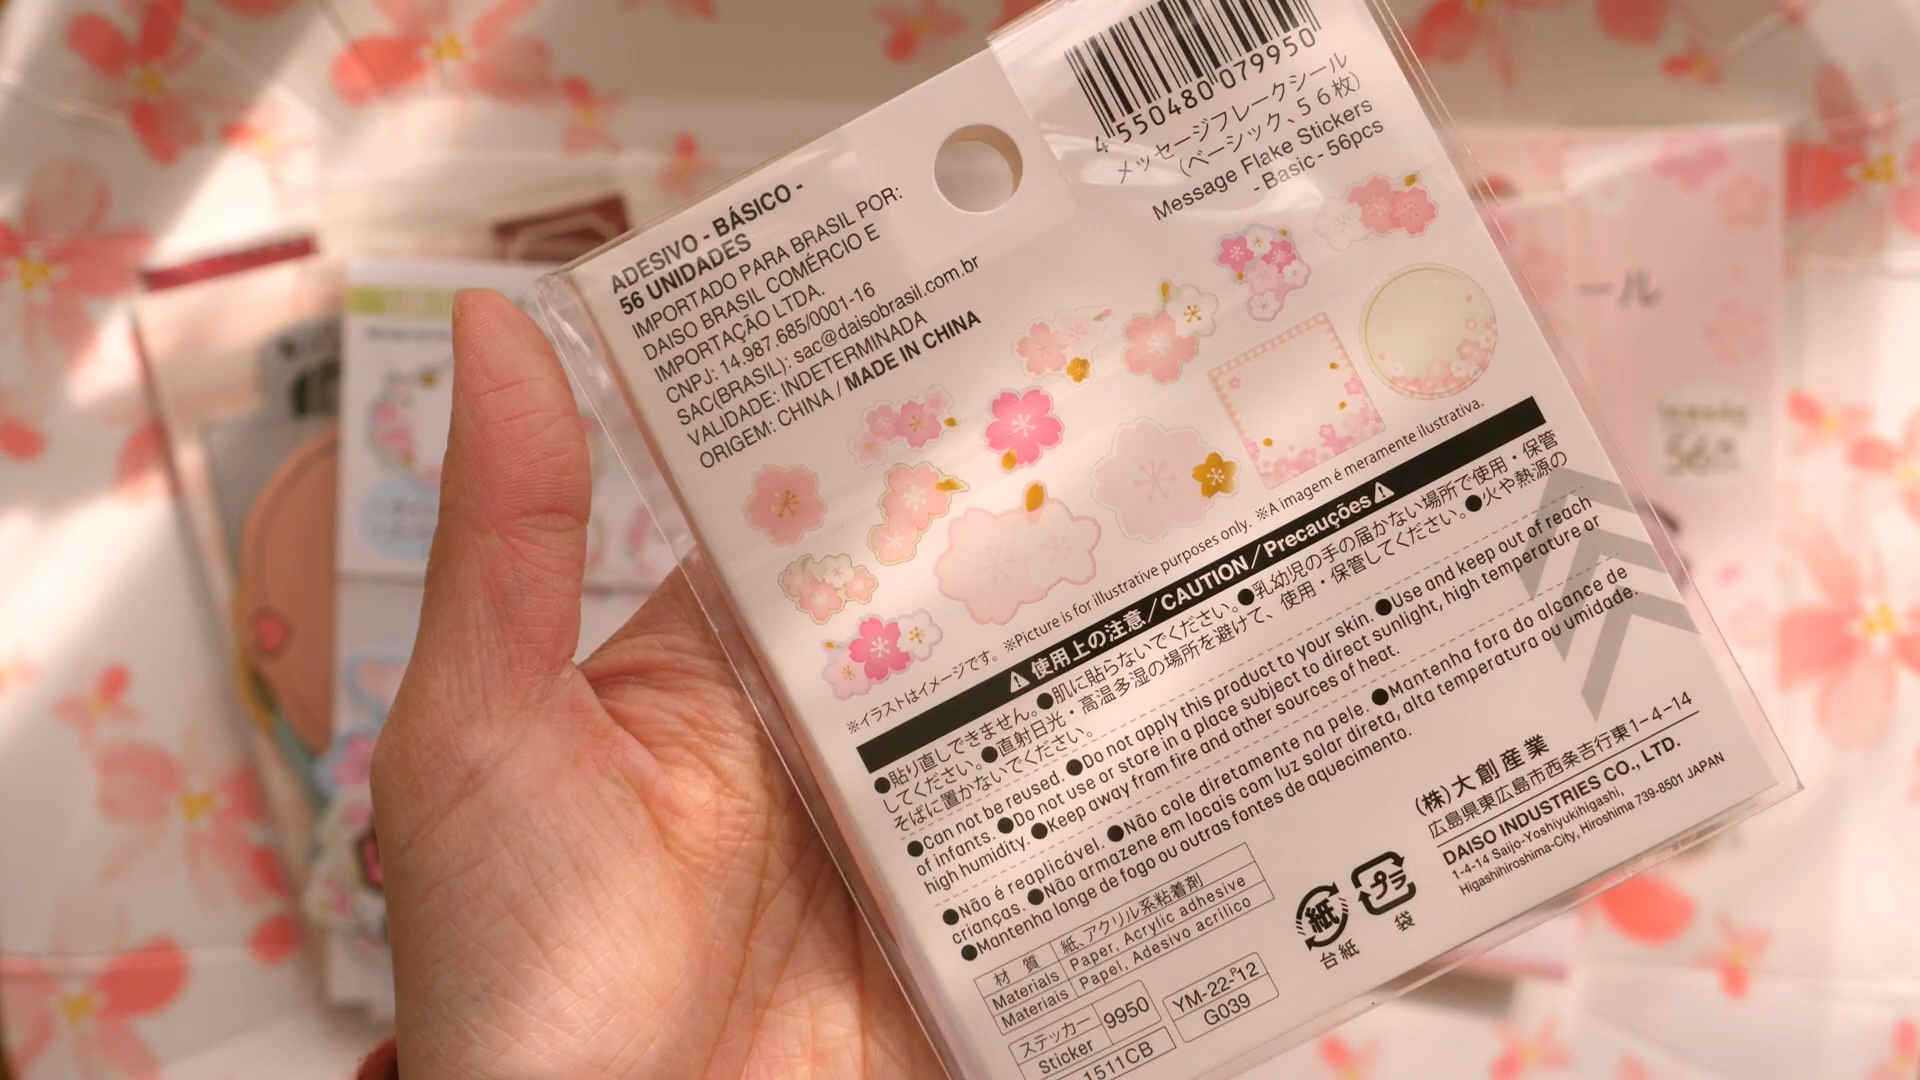 4 550480 079950
メッセージフレークシール
(ベーシック、56枚)
Message Flake Stickers
- Basic - 56pcs
ADESIVO - BÁSICO -
56 UNIDADES
IMPORTADO PARA BRASIL POR:
DAISO BRASIL COMÉRCIO E
IMPORTAÇÃO LTDA.
CNPJ: 14.987.685/0001-16
SAC(BRASIL): sac@daisobrasil.com.br
VALIDADE: INDETERMINADA
ORIGEM: CHINA / MADE IN CHINA
※イラストはイメージです。 ※Picture is for illustrative purposes only. ※A imagem é meramente ilustrativa.
使用上の注意/CAUTION/Precauções
●貼り直しできません。●肌に貼らないでください。●乳幼児の手の届かない場所で使用・保管
してください。●直射日光・高温多湿の場所を避けて、使用・保管してください。●火や熱源の
そばに置かないでください。
●Can not be reused. ●Do not apply this product to your skin. ●Use and keep out of reach
of infants. ●Do not use or store in a place subject to direct sunlight, high temperature or
high humidity. ●Keep away from fire and other sources of heat.
●Não é reaplicável. ●Não cole diretamente na pele. ●Mantenha fora do alcance de
crianças. ●Não armazene em locais com luz solar direta, alta temperatura ou umidade.
●Mantenha longe de fogo ou outras fontes de aquecimento.
材 質 紙、アクリル系粘着剤
Materials Paper, Acrylic adhesive
Materiais Papel, Adesivo acrílico
ステッカー
Sticker
9950
YM-22-P12
G039
1511CB
紙
台紙
プラ
袋
(株)大創産業
広島県東広島市西条吉行東1-4-14
DAISO INDUSTRIES CO., LTD.
1-4-14 Saijo-Yoshiyukihigashi,
Higashihiroshima-City, Hiroshima 739-8501 JAPAN
ール
56